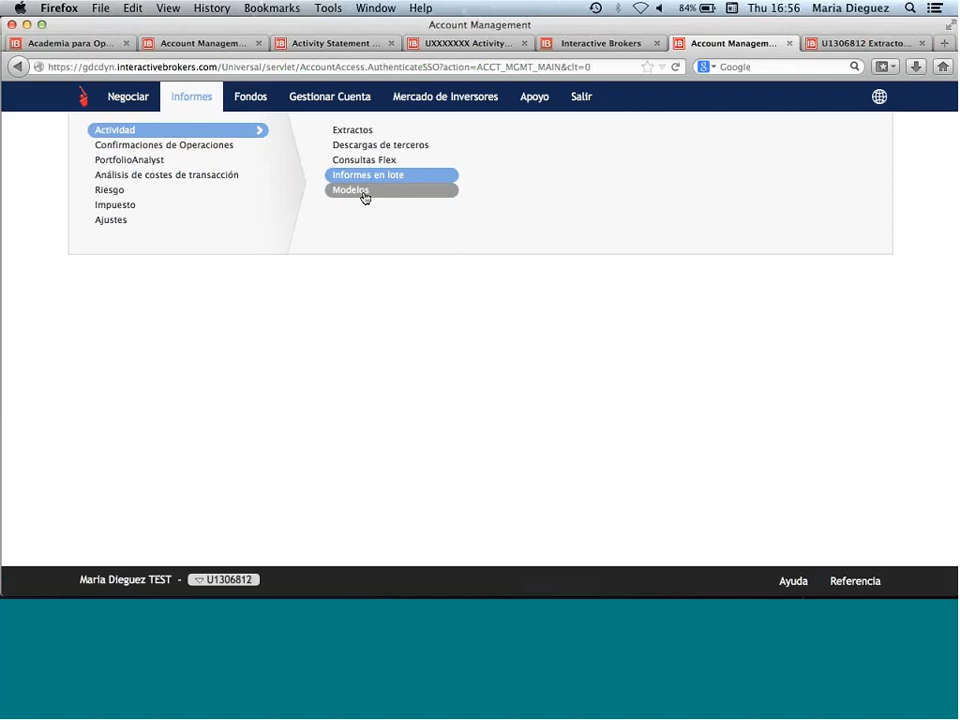 Firefox File Edit View History Bookmarks Tools Window Help 84% Thu 16:56 Maria Dieguez
Account Management
Academia para Op... × Account Managem... × Activity Statement ... × UXXXXXXX Activity... × Interactive Brokers × Account Managem... × U1306812 Extracto... × +
https://gdcdyn.interactivebrokers.com/Universal/servlet/AccountAccess.AuthenticateSSO?action=ACCT_MGMT_MAIN&clt=0 Google
Negociar Informes Fondos Gestionar Cuenta Mercado de Inversores Apoyo Salir
Actividad Extractos
Confirmaciones de Operaciones Descargas de terceros
PortfolioAnalyst Consultas Flex
Análisis de costes de transacción Informes en lote
Riesgo Modelos
Impuesto
Ajustes
Maria Dieguez TEST - U1306812 Ayuda Referencia